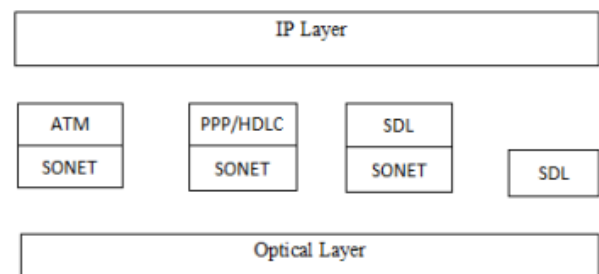 IP Layer
ATM
SONET
PPP/HDLC
SONET
SDL
SONET
SDL
Optical Layer